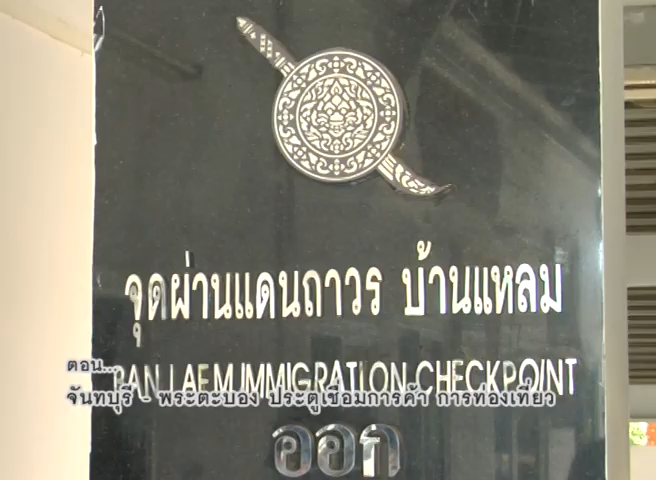 จุดผ่านแดนถาวร บ้านแหลม
BAN LAEM IMMIGRATION CHECKPOINT
ออก
ตอน...
จันทบุรี - พระตะบอง ประตูเชื่อมการค้า การท่องเที่ยว